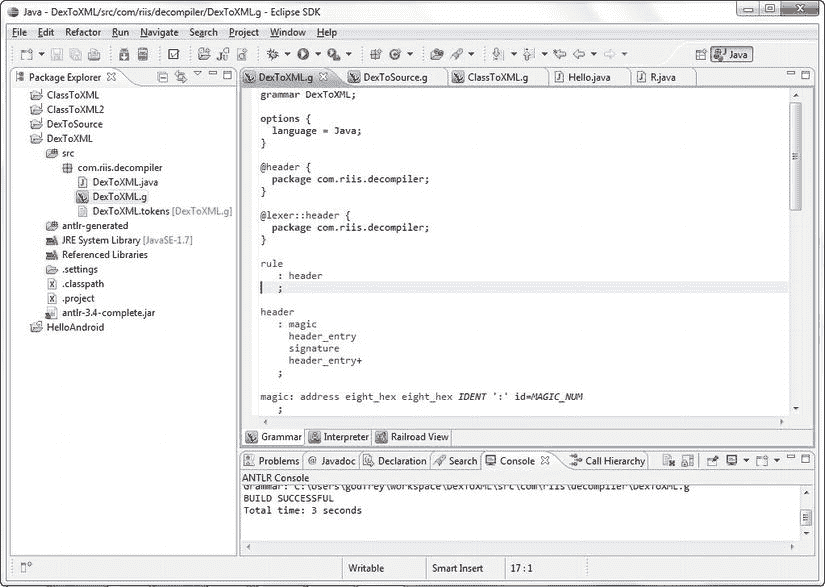 Java - DexToXML/src/com/riis/decompiler/DexToXML.g - Eclipse SDK
File Edit Refactor Run Navigate Search Project Window Help
Java
Package Explorer
ClassToXML
ClassToXML2
DexToSource
DexToXML
src
com.riis.decompiler
DexToXML.java
DexToXML.g
DexToXML.tokens [DexToXML.g]
antlr-generated
JRE System Library [JavaSE-1.7]
Referenced Libraries
.settings
.classpath
.project
antlr-3.4-complete.jar
HelloAndroid
DexToXML.g DexToSource.g ClassToXML.g Hello.java R.java
grammar DexToXML;
options {
language = Java;
}
@header {
package com.riis.decompiler;
}
@lexer::header {
package com.riis.decompiler;
}
rule
: header
;
header
: magic
header_entry
signature
header_entry+
;
magic: address eight_hex eight_hex IDENT ':' id=MAGIC_NUM
;
Grammar Interpreter Railroad View
Problems Javadoc Declaration Search Console Call Hierarchy
ANTLR Console
Grammar: C:\Users\godfrey\workspace\DexToXML\src\com\riis\decompiler\DexToXML.g
BUILD SUCCESSFUL
Total time: 3 seconds
Writable Smart Insert 17 : 1